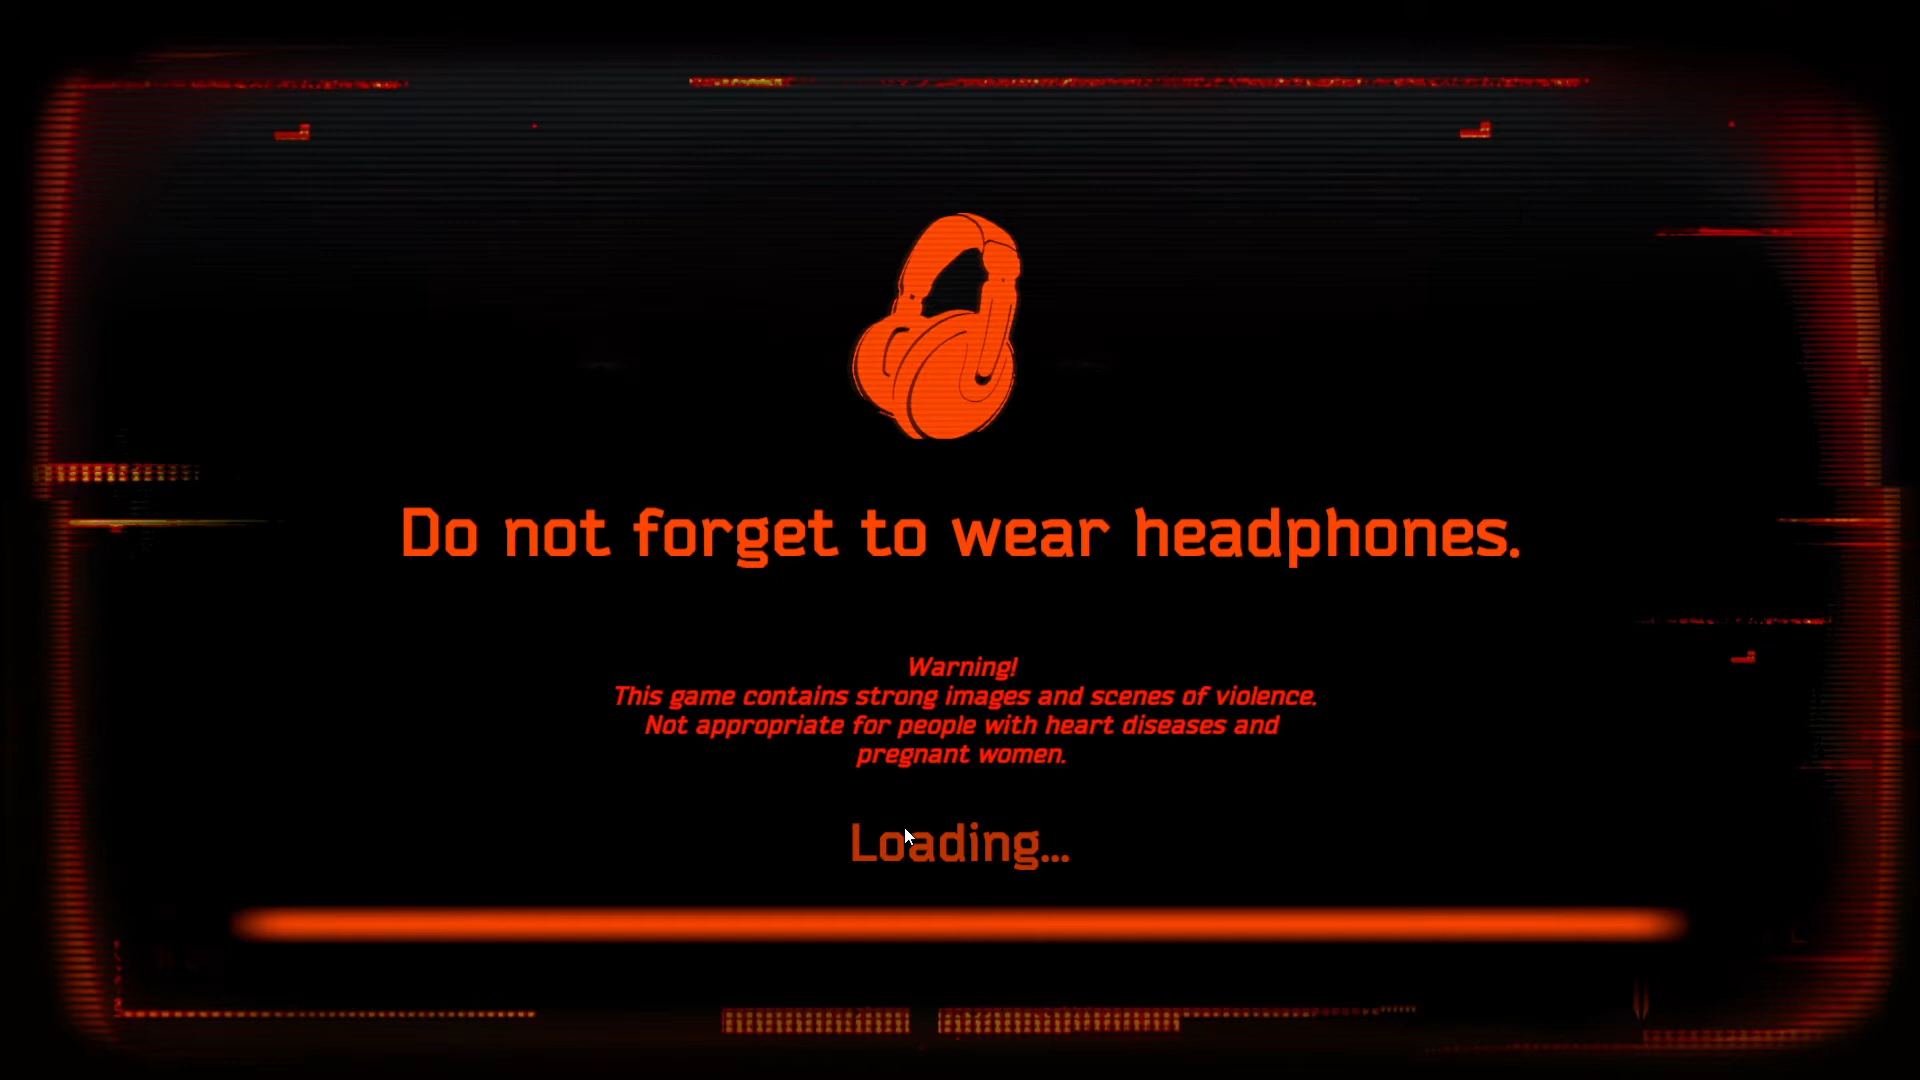 Do not forget to wear headphones.
Warning!
This game contains strong images and scenes of violence.
Not appropriate for people with heart diseases and
pregnant women.
Loading...